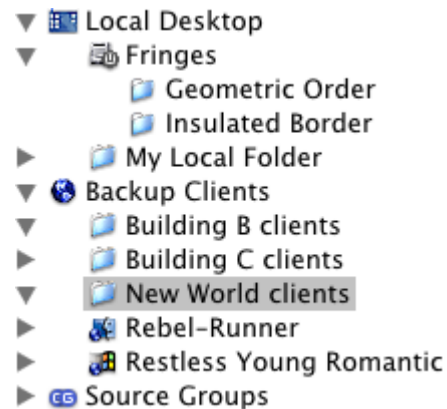 Local Desktop
Fringes
Geometric Order
Insulated Border
My Local Folder
Backup Clients
Building B clients
Building C clients
New World clients
Rebel-Runner
Restless Young Romantic
CG Source Groups